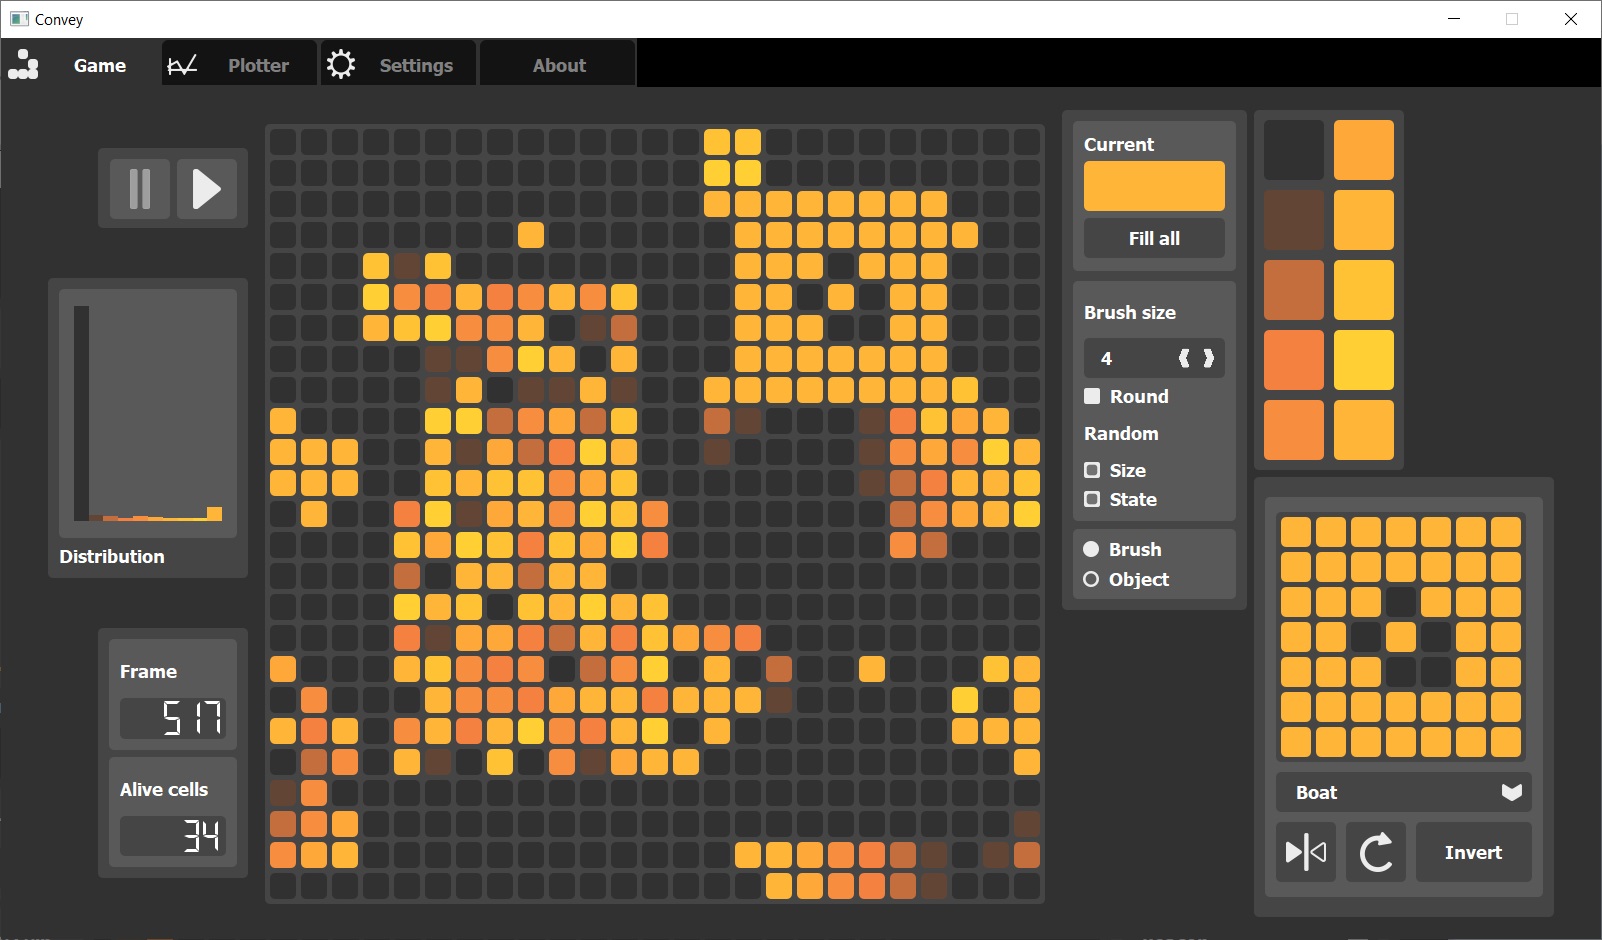 Convey
Game
Plotter
Settings
About
Current
Fill all
Brush size
4
Round
Random
Size
State
Brush
Object
Distribution
Frame
517
Alive cells
34
Boat
Invert